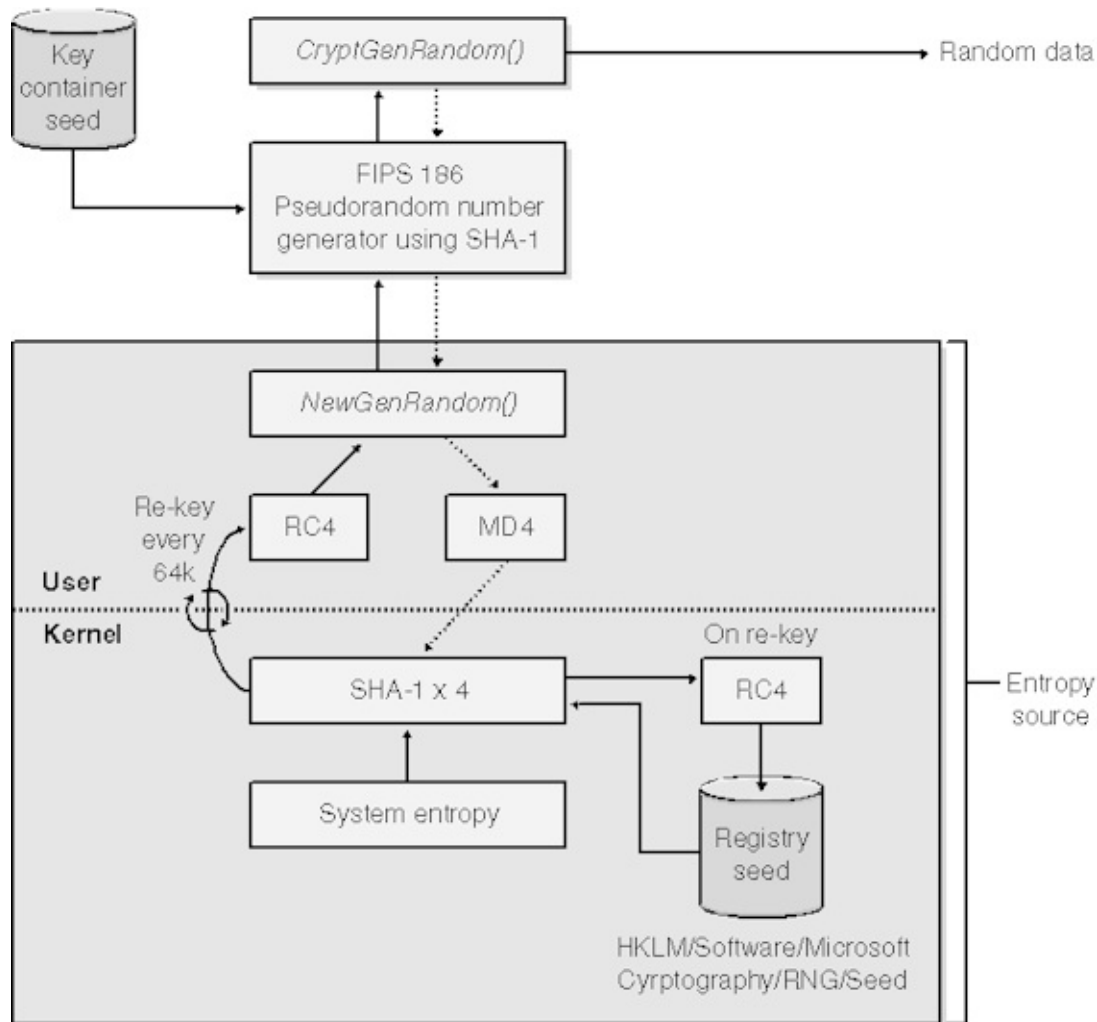 Key
container
seed
CryptGenRandom()
Random data
FIPS 186
Pseudorandom number
generator using SHA-1
NewGenRandom()
Re-key
every
64k
RC4
MD4
User
Kernel
On re-key
SHA-1 x 4
RC4
Entropy
source
System entropy
Registry
seed
HKLM/Software/Microsoft
Cyrptography/RNG/Seed